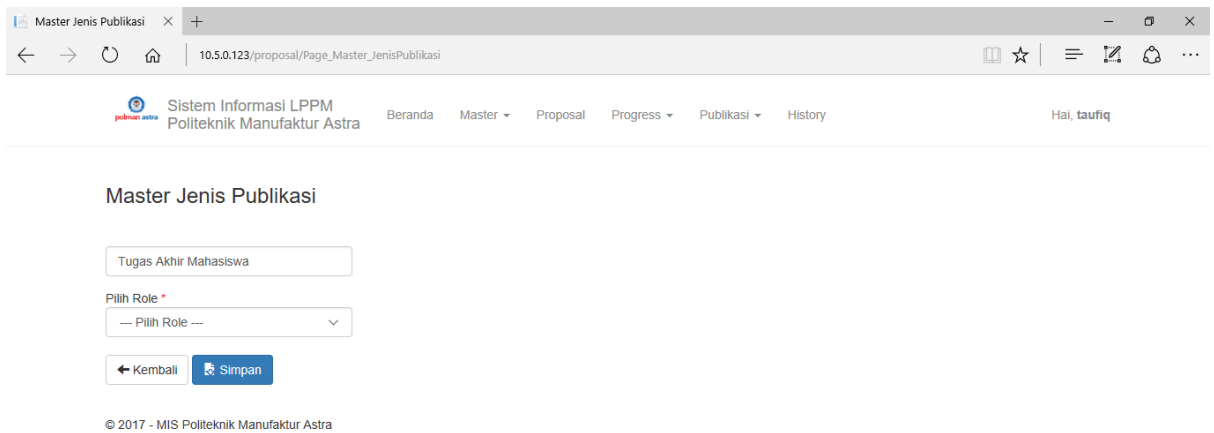 Master Jenis Publikasi
10.5.0.123/proposal/Page_Master_JenisPublikasi
polman astra
Sistem Informasi LPPM
Politeknik Manufaktur Astra
Beranda Master Proposal Progress Publikasi History Hai, taufiq
Master Jenis Publikasi
Tugas Akhir Mahasiswa
Pilih Role *
--- Pilih Role ---
Kembali Simpan
© 2017 - MIS Politeknik Manufaktur Astra